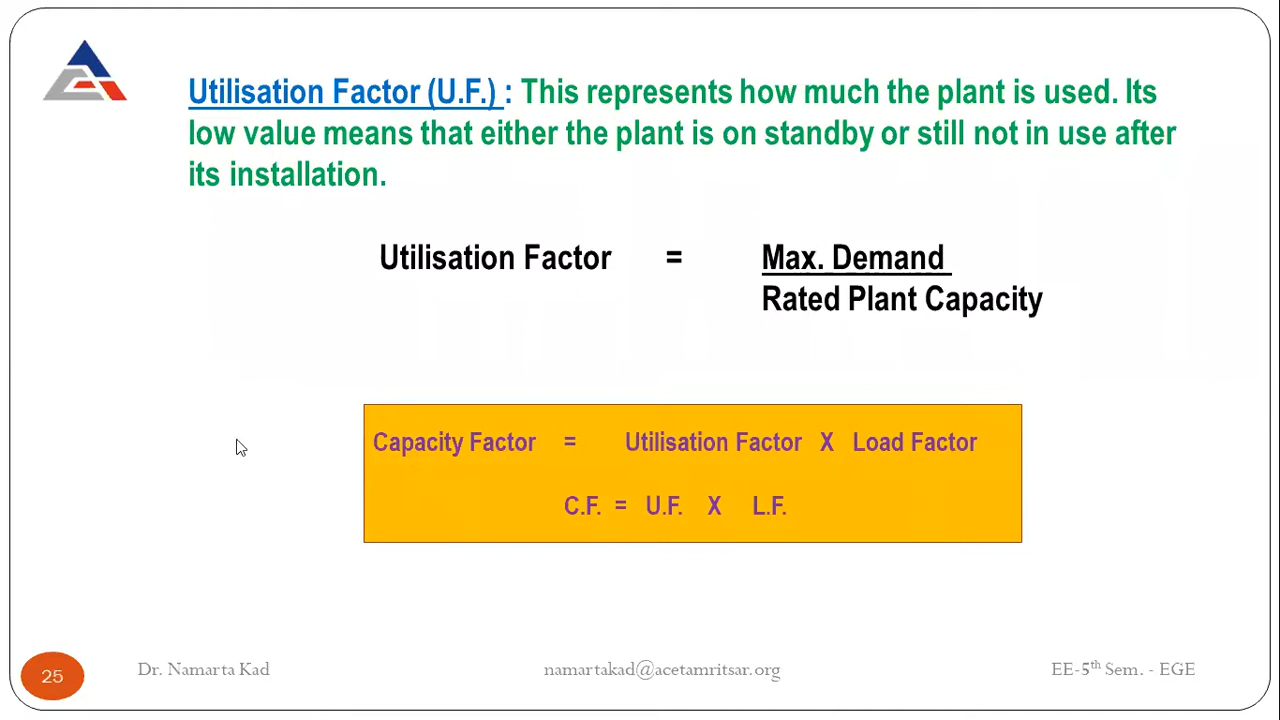 Utilisation Factor (U.F.) : This represents how much the plant is used. Its
low value means that either the plant is on standby or still not in use after
its installation.
Utilisation Factor = Max. Demand
Rated Plant Capacity
Capacity Factor = Utilisation Factor X Load Factor
C.F. = U.F. X L.F.
25 Dr. Namarta Kad namartakad@acetamritsar.org EE-5th Sem. - EGE